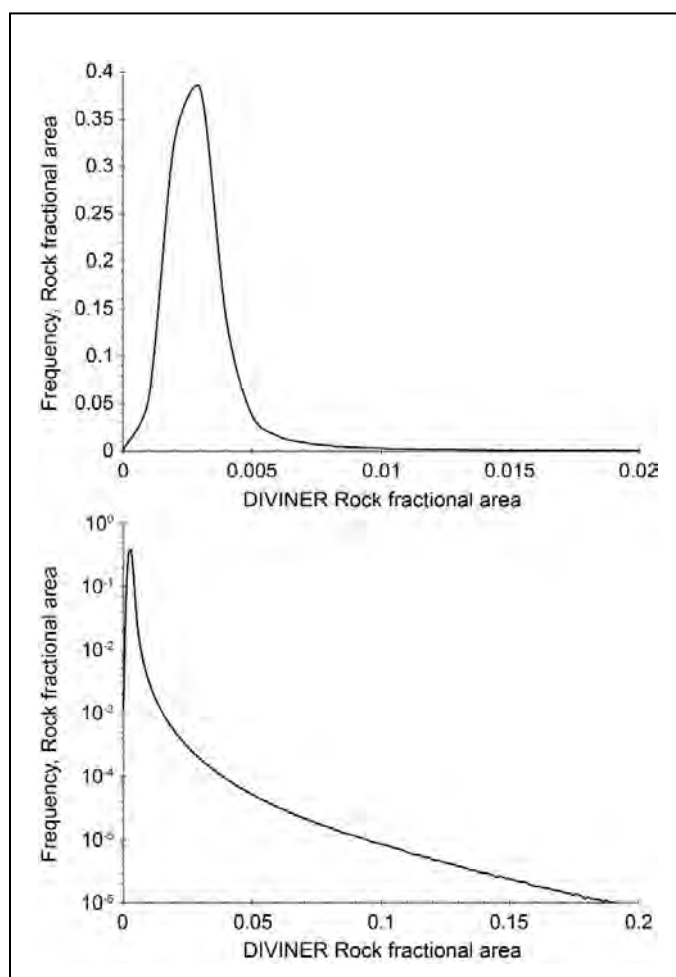 0.4
0.35
0.3
0.25
0.2
0.15
0.1
0.05
0
Frequency, Rock fractional area
0 0.005 0.010 0.015 0.02
DIVINER Rock fractional area
10⁰
10⁻¹
10⁻²
10⁻³
10⁻⁴
10⁻⁵
10⁻⁶
Frequency, Rock fractional area
0 0.05 0.1 0.15 0.2
DIVINER Rock fractional area